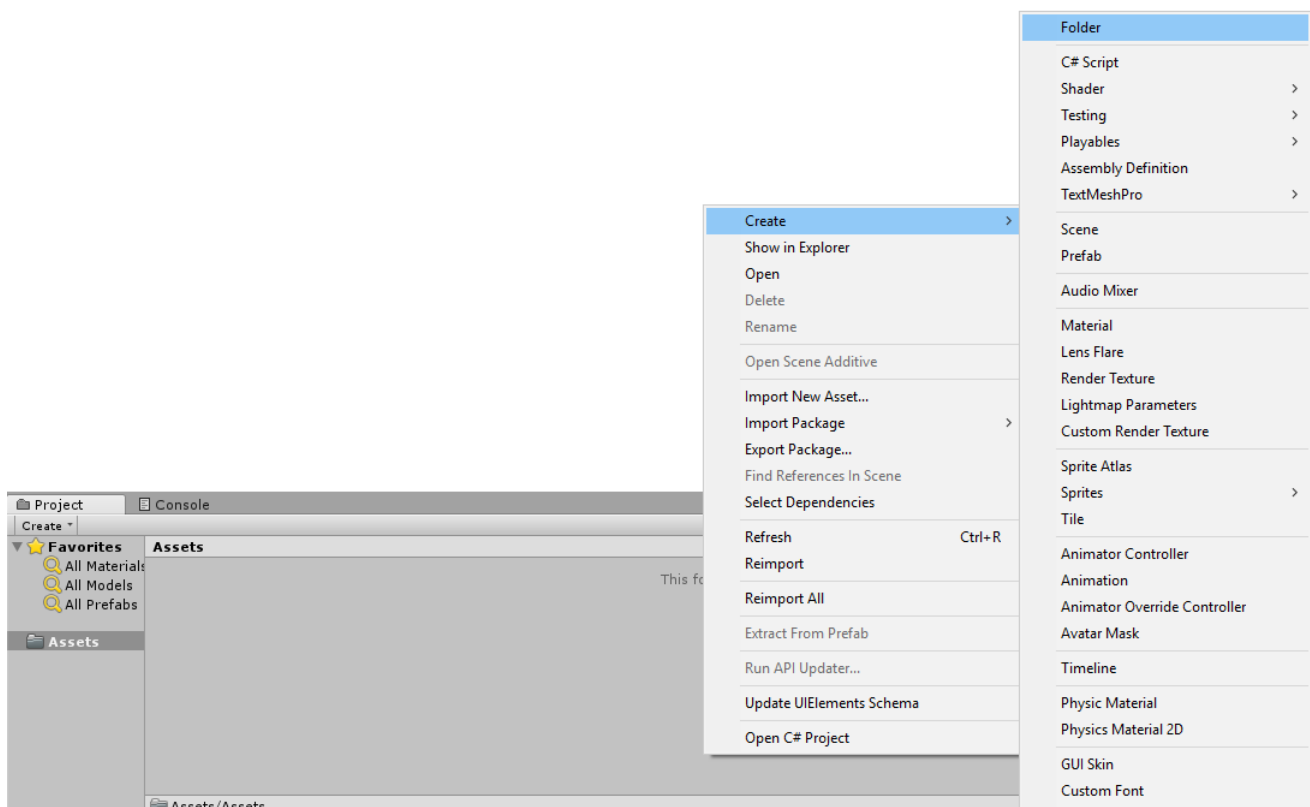 Folder
C# Script
Shader
Testing
Playables
Assembly Definition
TextMeshPro
Scene
Prefab
Audio Mixer
Material
Lens Flare
Render Texture
Lightmap Parameters
Custom Render Texture
Sprite Atlas
Sprites
Tile
Animator Controller
Animation
Animator Override Controller
Avatar Mask
Timeline
Physic Material
Physics Material 2D
GUI Skin
Custom Font
Create
Show in Explorer
Open
Delete
Rename
Open Scene Additive
Import New Asset...
Import Package
Export Package...
Find References In Scene
Select Dependencies
Refresh Ctrl+R
Reimport
Reimport All
Extract From Prefab
Run API Updater...
Update UIElements Schema
Open C# Project
Project Console
Create
Favorites
All Materials
All Models
All Prefabs
Assets
Assets
This fo
Assets/Assets